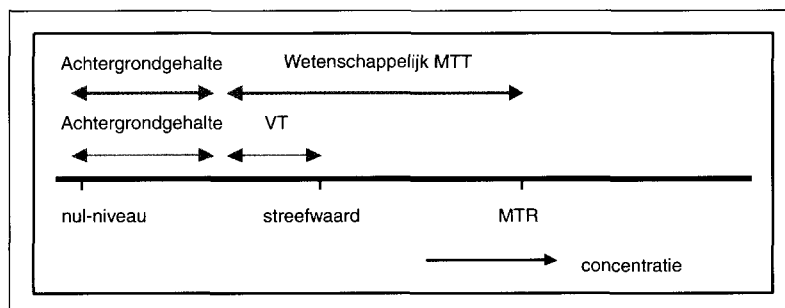 Achtergrondgehalte Wetenschappelijk MTT
Achtergrondgehalte VT
nul-niveau streefwaard MTR
concentratie